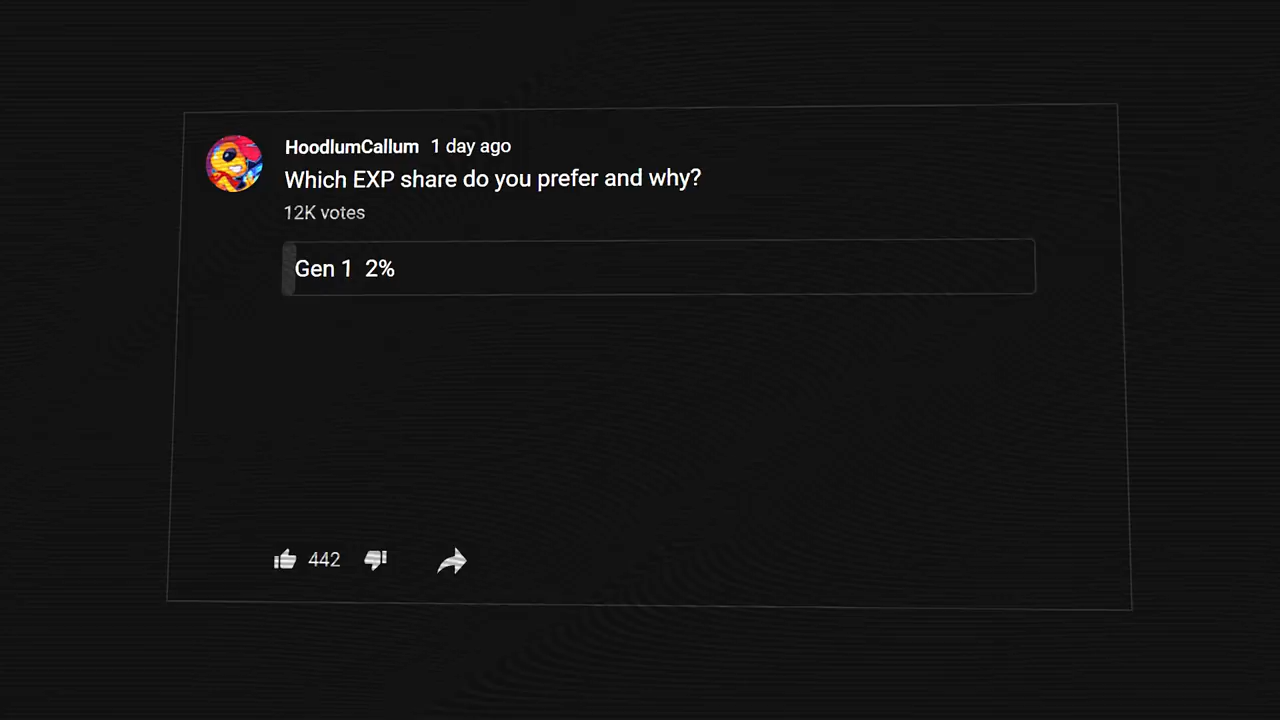 HoodlumCallum 1 day ago
Which EXP share do you prefer and why?
12K votes
Gen 1 2%
442